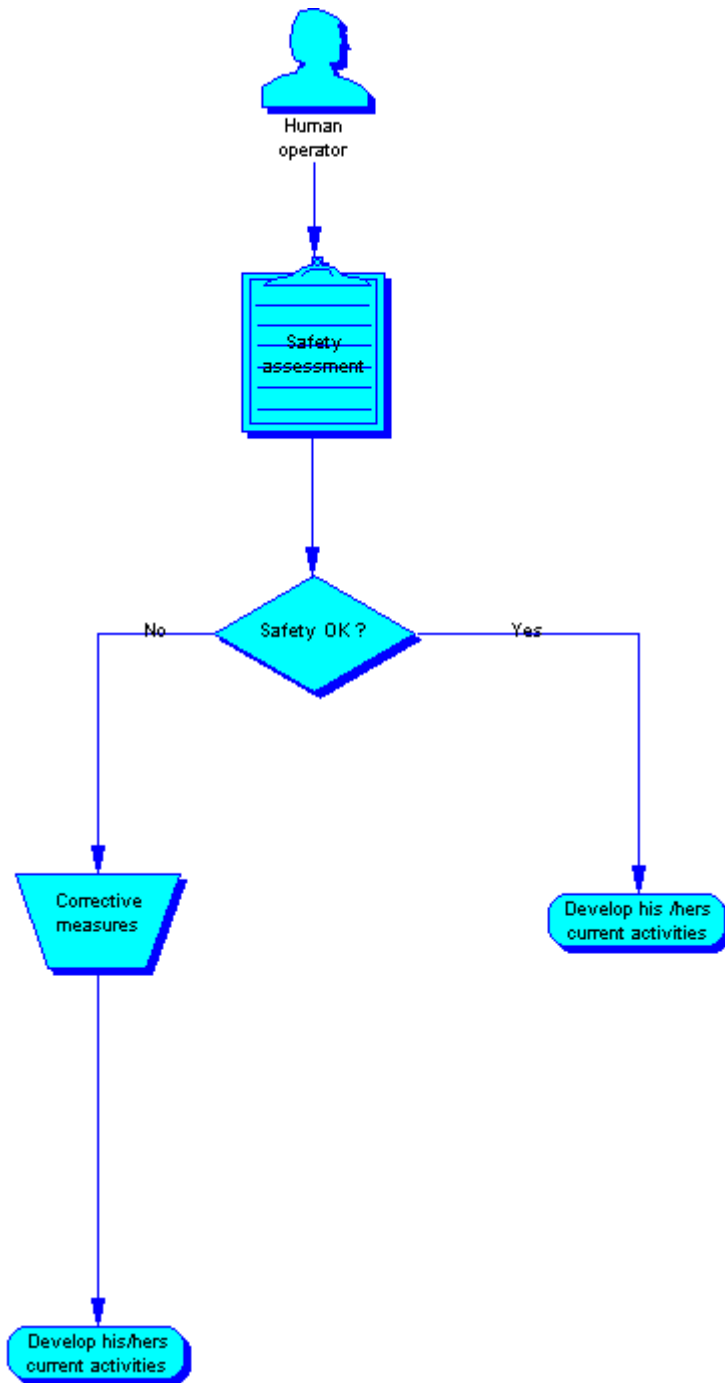 Human
operator
Safety
assessment
No
Safety OK ?
Yes
Corrective
measures
Develop his /hers
current activities
Develop his/hers
current activities